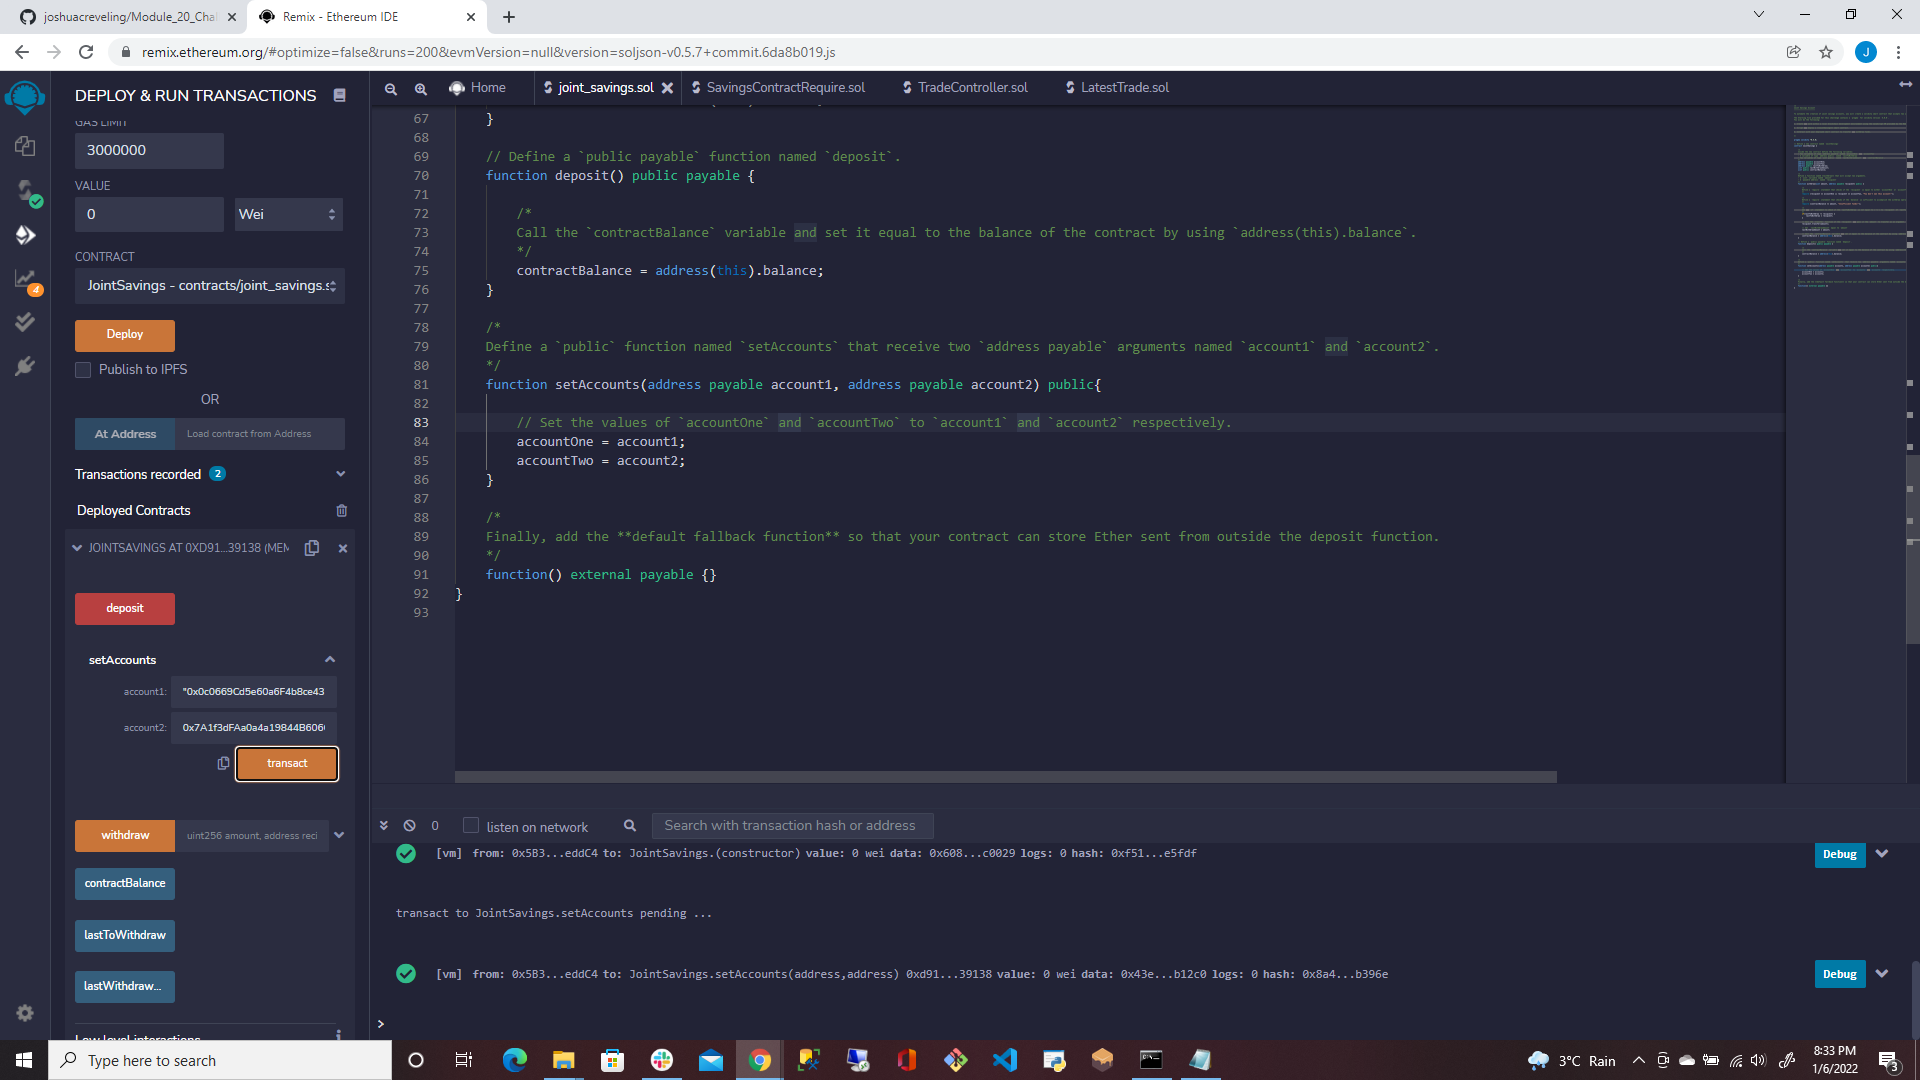 joshuacreveling/Module_20_Chal
Remix - Ethereum IDE
remix.ethereum.org/#optimize=false&runs=200&evmVersion=null&version=soljson-v0.5.7+commit.6da8b019.js
J
DEPLOY & RUN TRANSACTIONS
GAS LIMIT
3000000
VALUE
0
Wei
CONTRACT
JointSavings - contracts/joint_savings.s
Deploy
Publish to IPFS
OR
At Address
Load contract from Address
Transactions recorded 2
Deployed Contracts
JOINTSAVINGS AT 0XD91...39138 (MEM
deposit
setAccounts
account1: "0x0c0669Cd5e60a6F4b8ce43
account2: 0x7A1f3dFAa0a4a19844B606
transact
withdraw
uint256 amount, address reci
contractBalance
lastToWithdraw
lastWithdraw...
Low level interactions
4
Home
joint_savings.sol
SavingsContractRequire.sol
TradeController.sol
LatestTrade.sol
67 }
68
69 // Define a `public payable` function named `deposit`.
70 function deposit() public payable {
71
72 /*
73 Call the `contractBalance` variable and set it equal to the balance of the contract by using `address(this).balance`.
74 */
75 contractBalance = address(this).balance;
76 }
77
78 /*
79 Define a `public` function named `setAccounts` that receive two `address payable` arguments named `account1` and `account2`.
80 */
81 function setAccounts(address payable account1, address payable account2) public{
82
83 // Set the values of `accountOne` and `accountTwo` to `account1` and `account2` respectively.
84 accountOne = account1;
85 accountTwo = account2;
86 }
87
88 /*
89 Finally, add the **default fallback function** so that your contract can store Ether sent from outside the deposit function.
90 */
91 function() external payable {}
92 }
93
0
listen on network
Search with transaction hash or address
[vm] from: 0x5B3...eddC4 to: JointSavings.(constructor) value: 0 wei data: 0x608...c0029 logs: 0 hash: 0xf51...e5fdf
Debug
transact to JointSavings.setAccounts pending ...
[vm] from: 0x5B3...eddC4 to: JointSavings.setAccounts(address,address) 0xd91...39138 value: 0 wei data: 0x43e...b12c0 logs: 0 hash: 0x8a4...b396e
Debug
>
Type here to search
3°C Rain
8:33 PM
1/6/2022
3